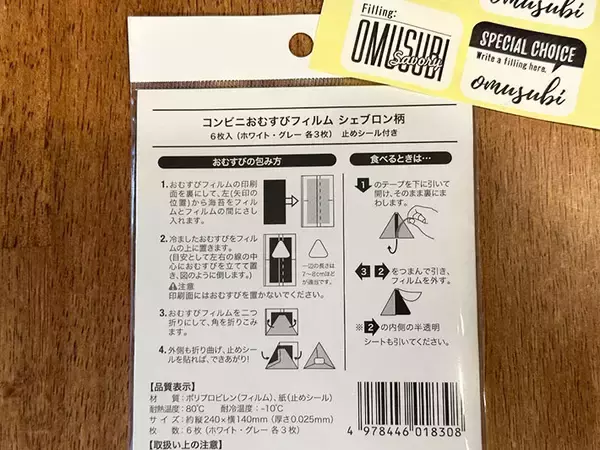 Filling:
OMUSUBI
Savory
omusubi
SPECIAL CHOICE
Write a filling here.
omusubi
コンビニおむすびフィルム シェブロン柄
6枚入（ホワイト・グレー 各3枚） 止めシール付き
おむすびの包み方
1.おむすびフィルムの印刷
面を裏にして、左（矢印の
位置）から海苔をフィル
ムとフィルムの間にさし
入れます。
2.冷ましたおむすびをフィル
ムの上に置きます。
（目安として左右の線の中
心におむすびを立てて置
き、図のように倒します。）
一辺の長さは
7〜8cmほど
が適当です。
⚠注意
印刷面にはおむすびを置かないでください。
3.おむすびフィルムを二つ
折りにして、角を折りこみ
ます。
4.外側も折り曲げ、止めシー
ルを貼れば、できあがり!
食べるときは…
1 のテープを下に引いて
開け、そのまま裏にま
わします。
3 2 をつまんで引き、
フィルムを外す。
※ 2 の内側の半透明
シートも引いてください。
【品質表示】
材 質：ポリプロピレン（フィルム）、紙（止めシール）
耐熱温度：80℃ 耐冷温度：-10℃
サ イ ズ：約縦240×横140mm（厚さ0.025mm）
枚 数：6枚（ホワイト・グレー 各3枚）
【取扱い上の注意】
4 978446 018308